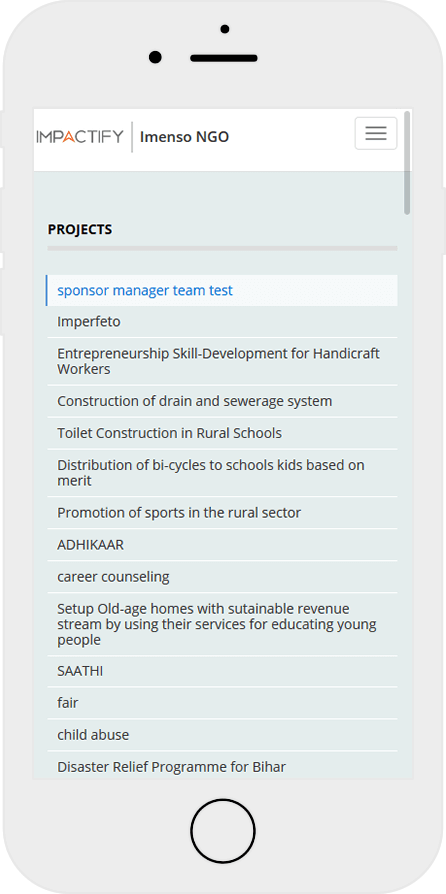 IMPACTIFY Imenso NGO
PROJECTS
sponsor manager team test
Imperfeto
Entrepreneurship Skill-Development for Handicraft
Workers
Construction of drain and sewerage system
Toilet Construction in Rural Schools
Distribution of bi-cycles to schools kids based on
merit
Promotion of sports in the rural sector
ADHIKAAR
career counseling
Setup Old-age homes with sutainable revenue
stream by using their services for educating young
people
SAATHI
fair
child abuse
Disaster Relief Programme for Bihar